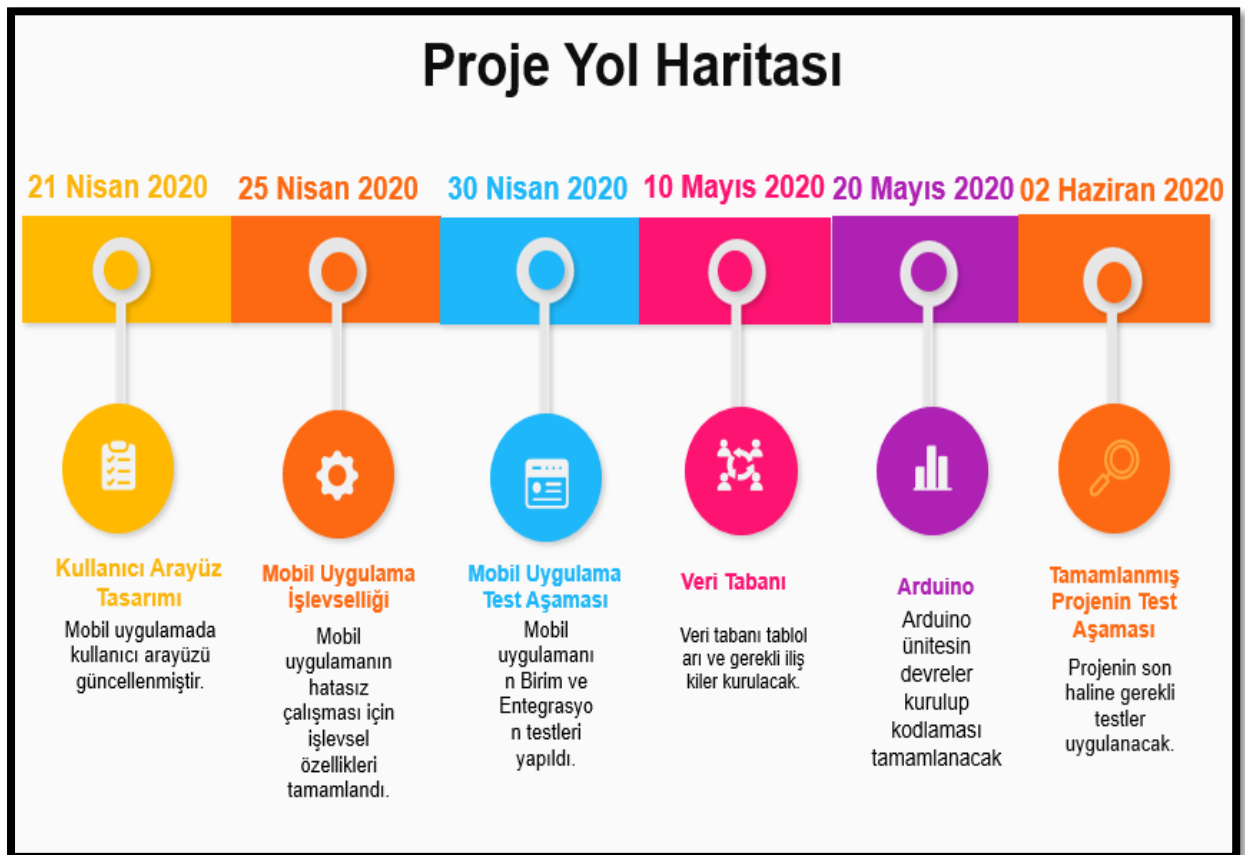 Proje Yol Haritası
21 Nisan 2020
25 Nisan 2020
30 Nisan 2020
10 Mayıs 2020
20 Mayıs 2020
02 Haziran 2020
Kullanıcı Arayüz
Tasarımı
Mobil uygulamada
kullanıcı arayüzü
güncellenmiştir.
Mobil Uygulama
İşlevselliği
Mobil
uygulamanın
hatasız
çalışması için
işlevsel
özellikleri
tamamlandı.
Mobil Uygulama
Test Aşaması
Mobil
uygulamanı
n Birim ve
Entegrasyo
n testleri
yapıldı.
Veri Tabanı
Veri tabanı tablol
arı ve gerekli iliş
kiler kurulacak.
Arduino
Arduino
ünitesin
devreler
kurulup
kodlaması
tamamlanacak
Tamamlanmış
Projenin Test
Aşaması
Projenin son
haline gerekli
testler
uygulanacak.